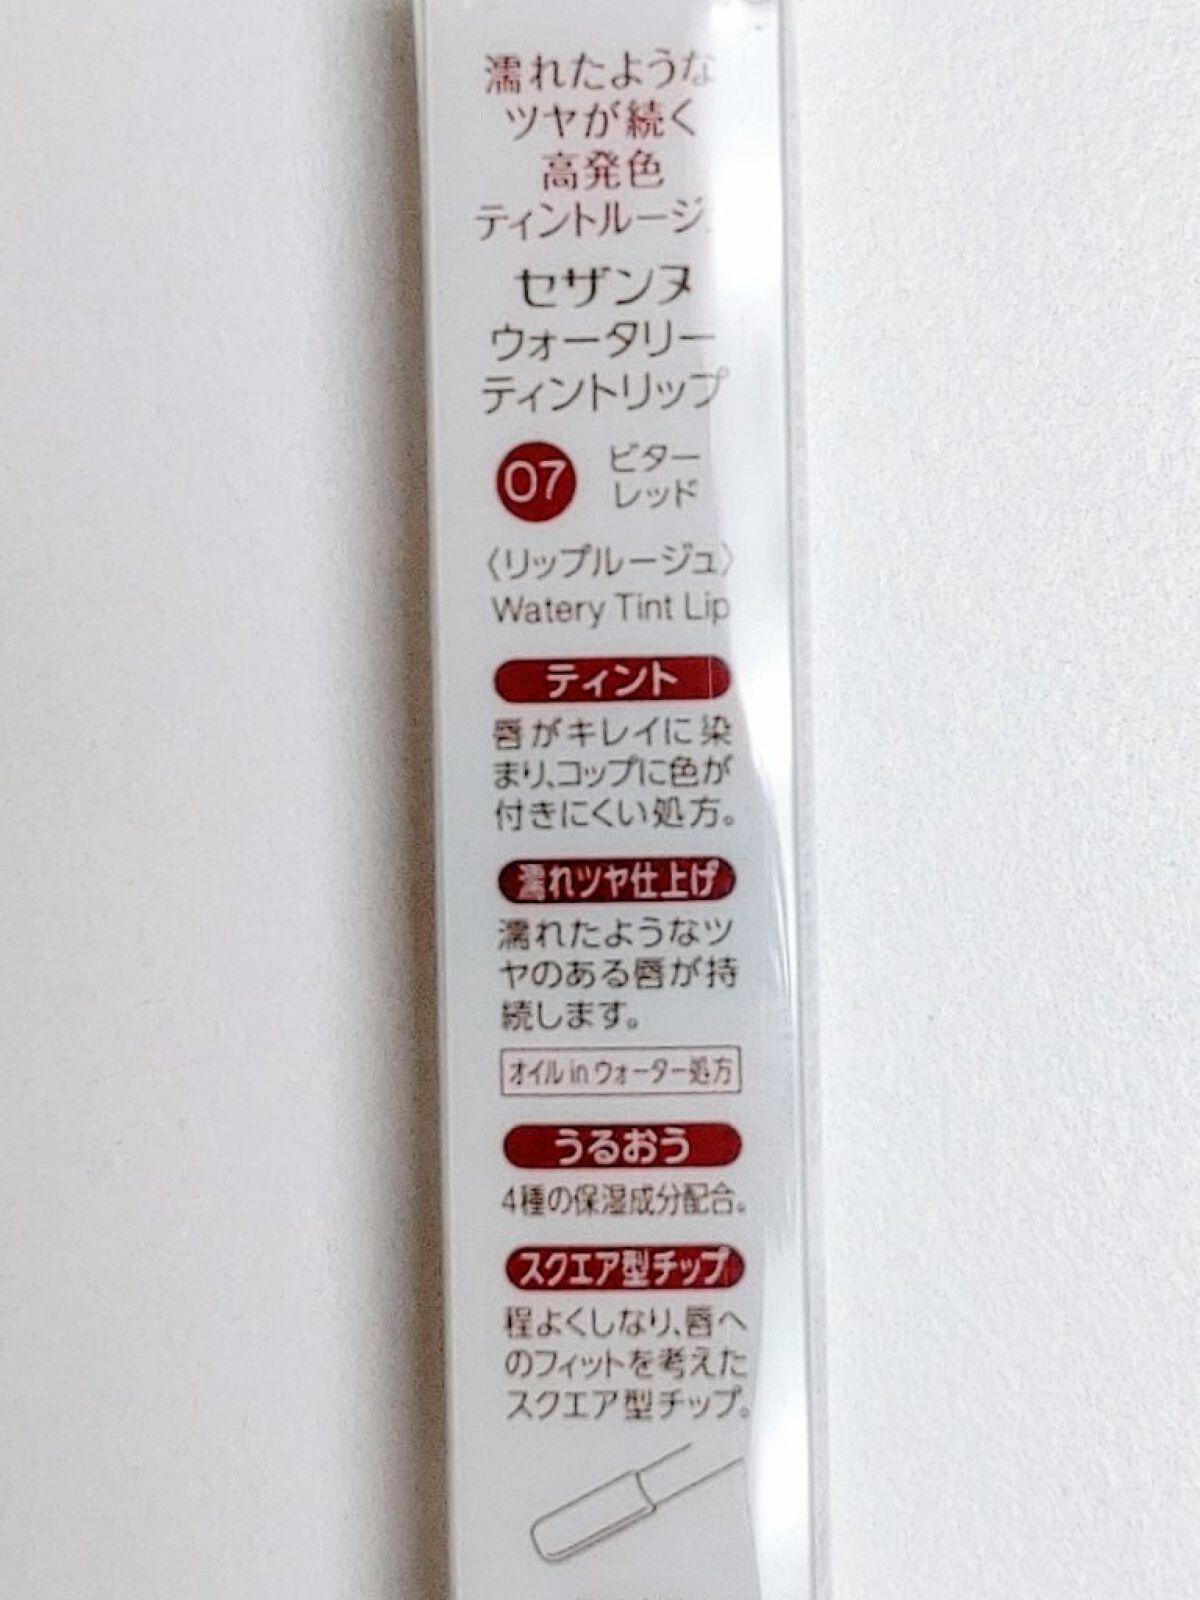 濡れたような
ツヤが続く
高発色
ティントルージュ
セザンヌ
ウォータリー
ティントリップ
07 ビター
レッド
〈リップルージュ〉
Watery Tint Lip
ティント
唇がキレイに染
まり、コップに色が
付きにくい処方。
濡れツヤ仕上げ
濡れたようなツ
ヤのある唇が持
続します。
オイル in ウォーター処方
うるおう
4種の保湿成分配合。
スクエア型チップ
程よくしなり、唇へ
のフィットを考えた
スクエア型チップ。